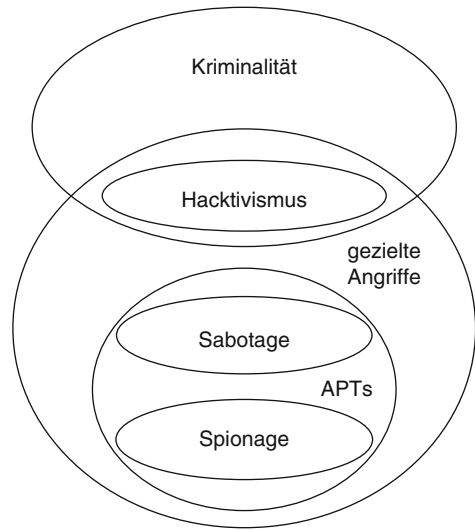 Kriminalität
Hacktivismus
gezielte
Angriffe
Sabotage
APTs
Spionage